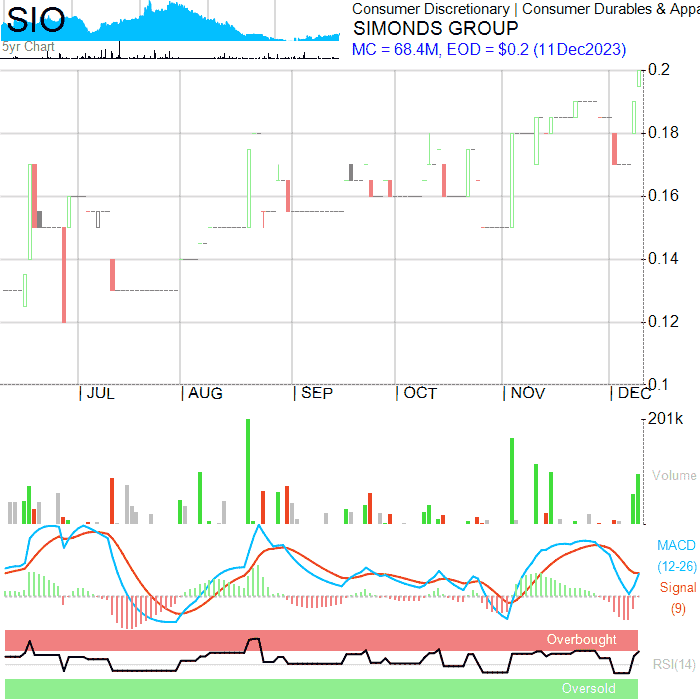 SIO
5yr Chart
Consumer Discretionary | Consumer Durables & Appa
SIMONDS GROUP
MC = 68.4M, EOD = $0.2 (11Dec2023)
0.2
0.18
0.16
0.14
0.12
0.1
| JUL | AUG | SEP | OCT | NOV | DEC
201k
Volume
MACD
(12-26)
Signal
(9)
Overbought
RSI(14)
Oversold